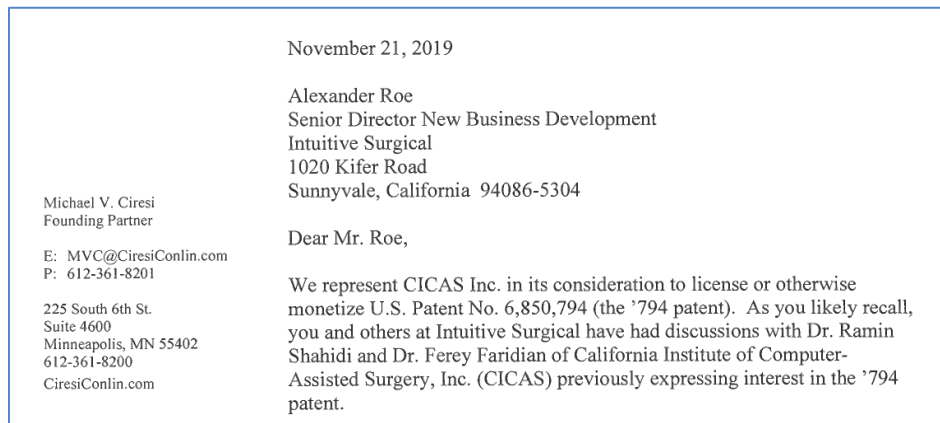 November 21, 2019
Alexander Roe
Senior Director New Business Development
Intuitive Surgical
1020 Kifer Road
Sunnyvale, California 94086-5304
Michael V. Ciresi
Founding Partner
E: MVC@CiresiConlin.com
P: 612-361-8201
225 South 6th St.
Suite 4600
Minneapolis, MN 55402
612-361-8200
CiresiConlin.com
Dear Mr. Roe,
We represent CICAS Inc. in its consideration to license or otherwise
monetize U.S. Patent No. 6,850,794 (the ’794 patent). As you likely recall,
you and others at Intuitive Surgical have had discussions with Dr. Ramin
Shahidi and Dr. Ferey Faridian of California Institute of Computer-
Assisted Surgery, Inc. (CICAS) previously expressing interest in the ’794
patent.